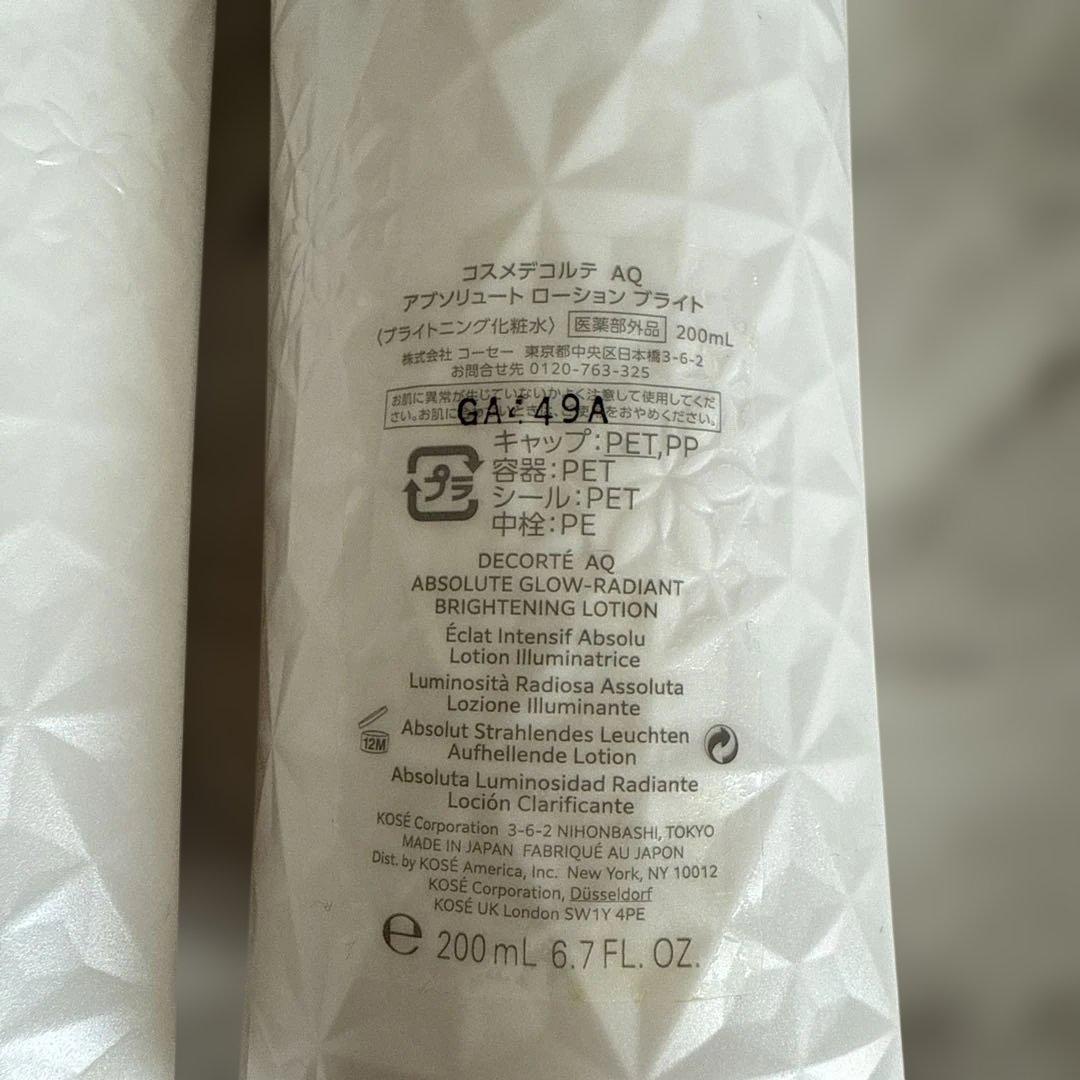 コスメデコルテ AQ
アブソリュート ローション ブライト
〈ブライトニング化粧水〉 医薬部外品 200mL
株式会社 コーセー 東京都中央区日本橋3-6-2
お問合せ先 0120-763-325
お肌に異常が生じていないかよく注意して使用してくだ
さい。お肌に をおやめください。
GA 49A
キャップ:PET,PP
プラ
容器:PET
シール:PET
中栓:PE
DECORTÉ AQ
ABSOLUTE GLOW-RADIANT
BRIGHTENING LOTION
Éclat Intensif Absolu
Lotion Illuminatrice
Luminosità Radiosa Assoluta
Lozione Illuminante
12M
Absolut Strahlendes Leuchten
Aufhellende Lotion
Absoluta Luminosidad Radiante
Loción Clarificante
KOSÉ Corporation 3-6-2 NIHONBASHI, TOKYO
MADE IN JAPAN FABRIQUÉ AU JAPON
Dist. by KOSÉ America, Inc. New York, NY 10012
KOSÉ Corporation, Düsseldorf
KOSÉ UK London SW1Y 4PE
e 200mL 6.7 FL. OZ.